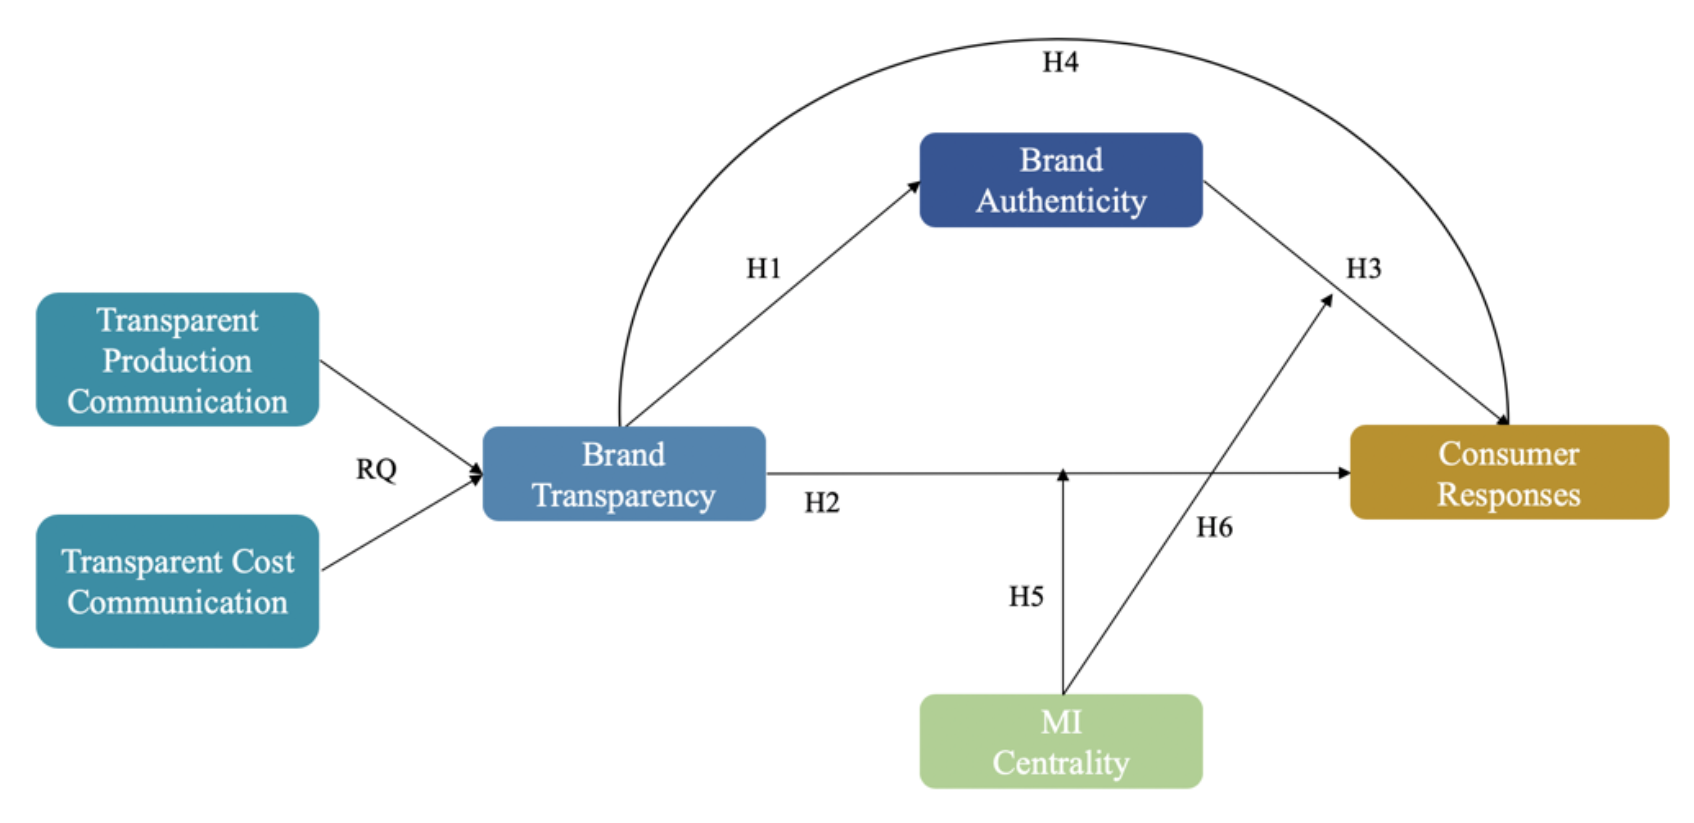 H4
Brand
Authenticity
H1
H3
Transparent
Production
Communication
RQ
Brand
Transparency
H2
Consumer
Responses
H6
Transparent Cost
Communication
H5
MI
Centrality